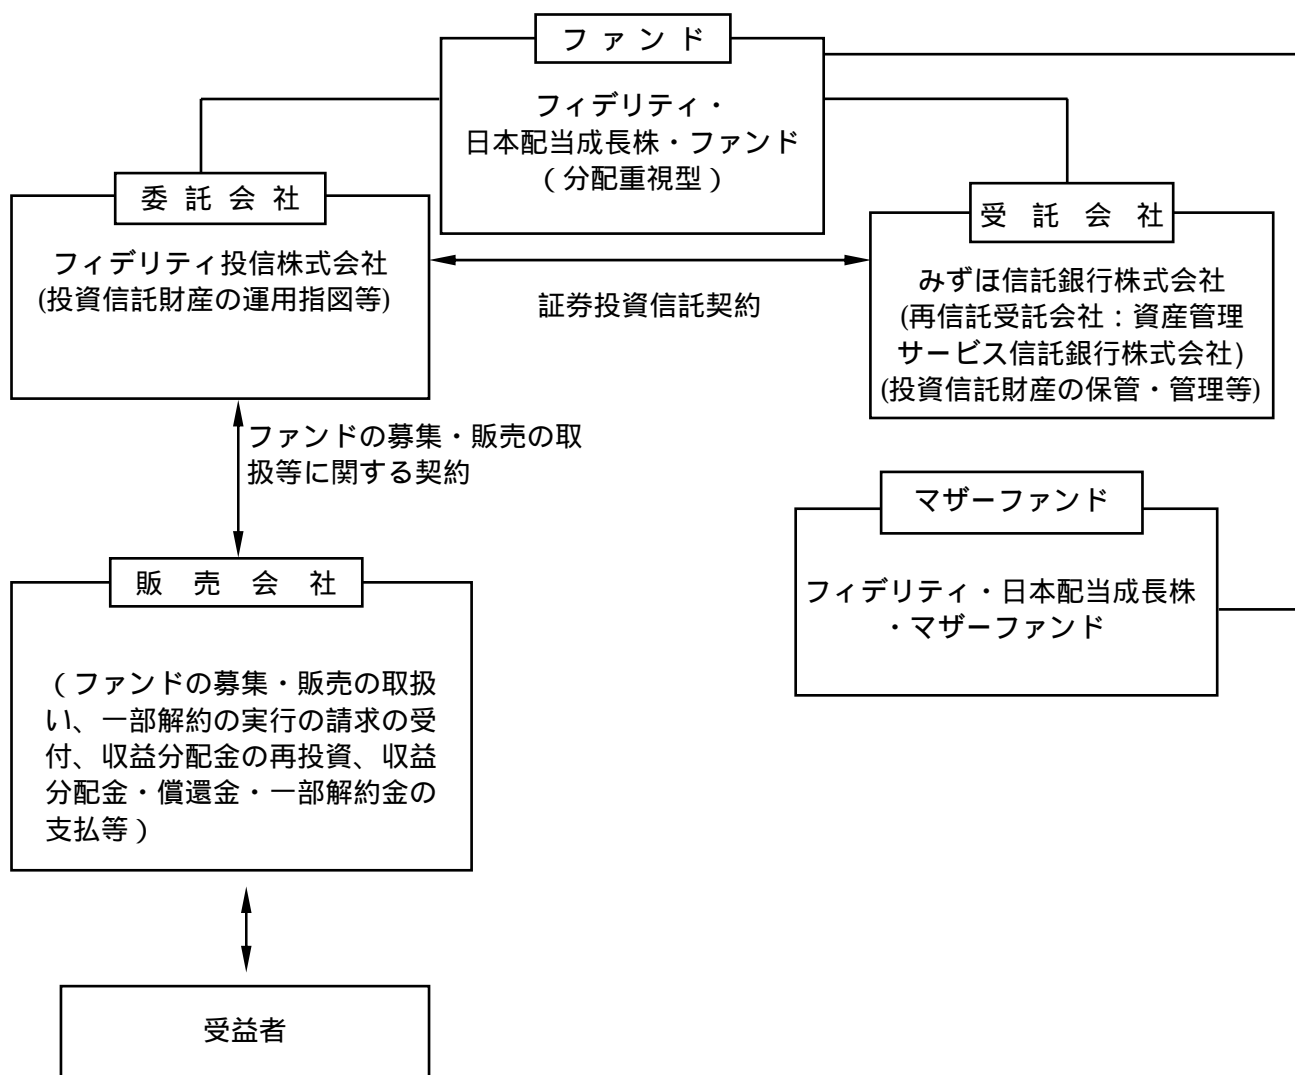 ファンド
フィデリティ・
日本配当成長株・ファンド
（分配重視型）
委託会社
フィデリティ投信株式会社
(投資信託財産の運用指図等)
証券投資信託契約
受託会社
みずほ信託銀行株式会社
(再信託受託会社：資産管理
サービス信託銀行株式会社)
(投資信託財産の保管・管理等)
ファンドの募集・販売の取
扱等に関する契約
マザーファンド
フィデリティ・日本配当成長株
・マザーファンド
販売会社
（ファンドの募集・販売の取扱
い、一部解約の実行の請求の受
付、収益分配金の再投資、収益
分配金・償還金・一部解約金の
支払等）
受益者